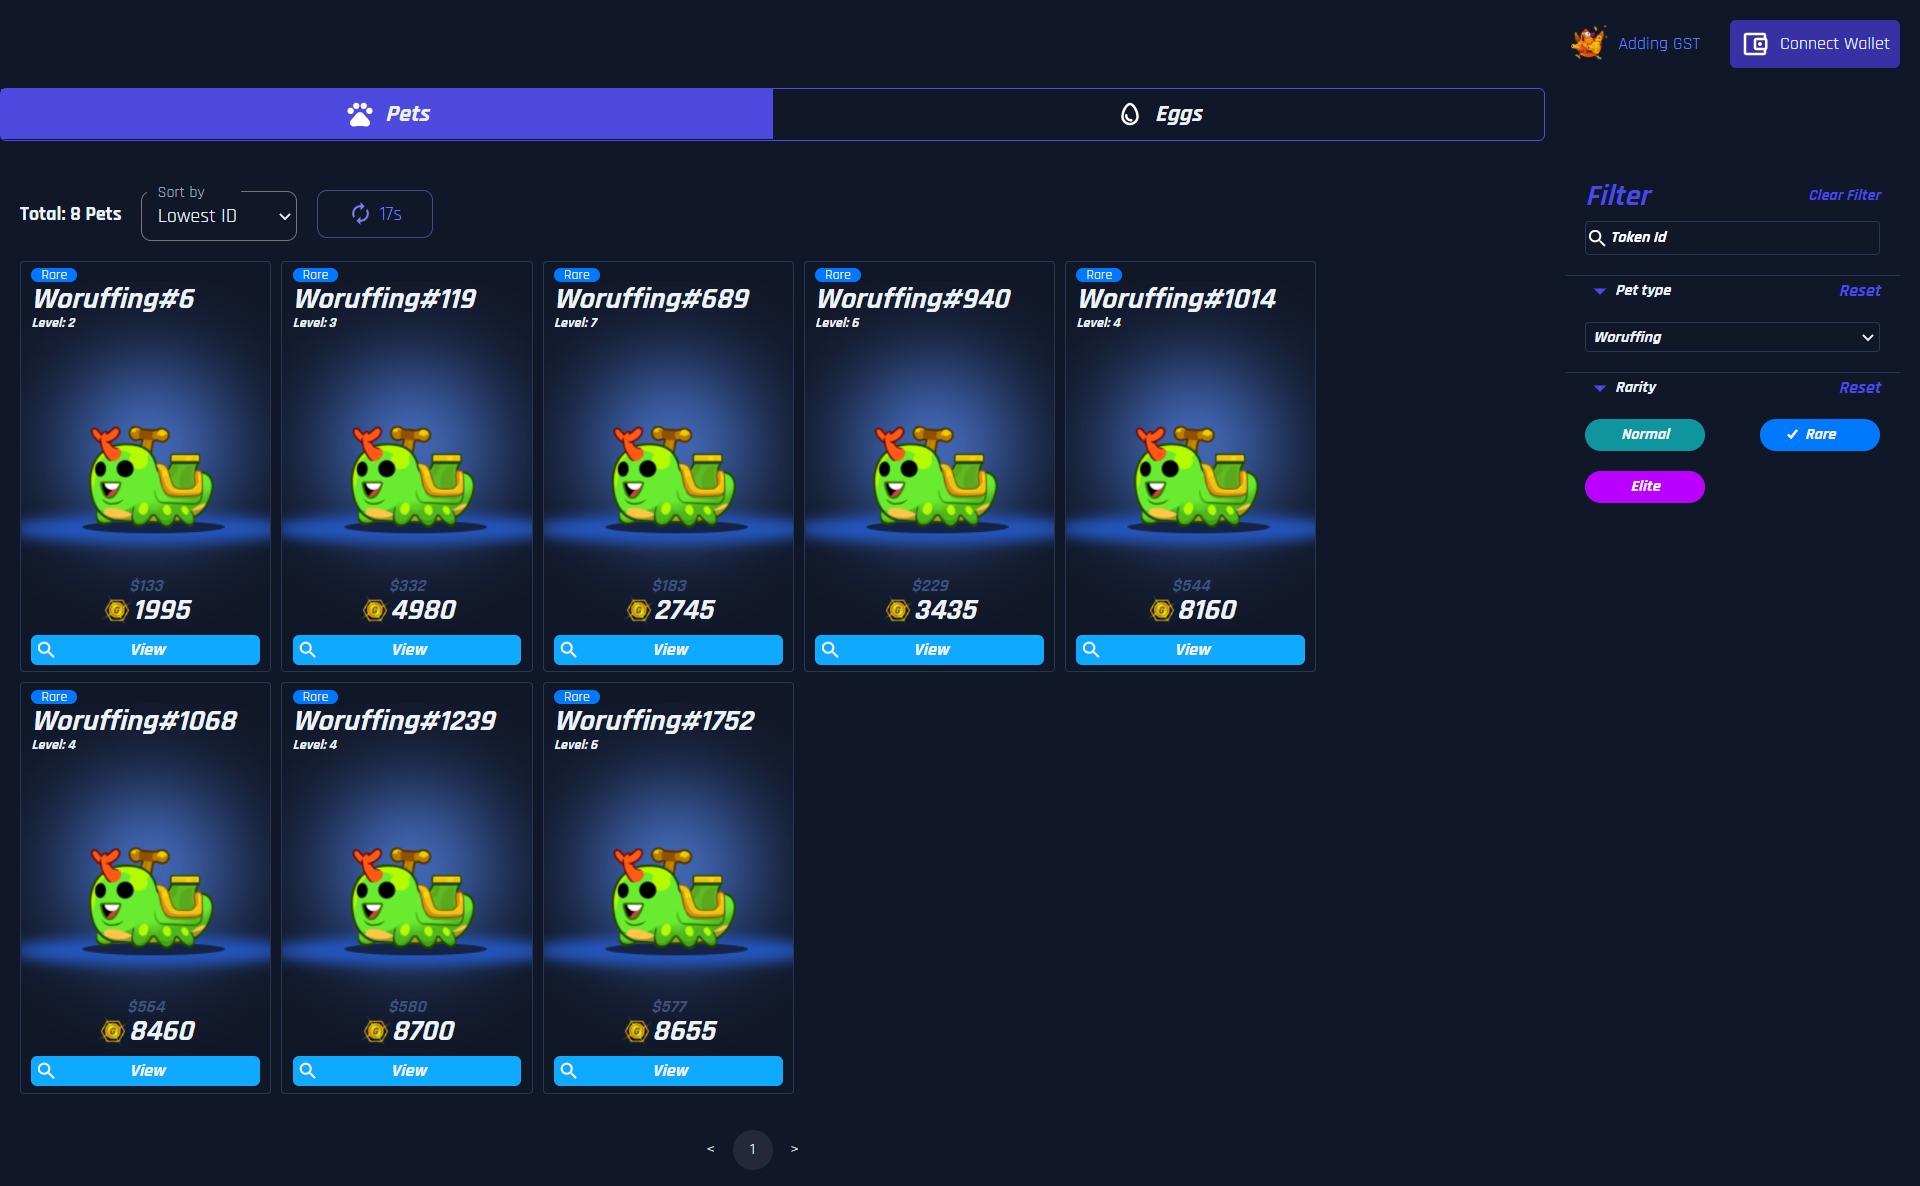 Adding GST
Connect Wallet
Pets
Eggs
Total: 8 Pets
Sort by
Lowest ID
17s
Filter
Clear Filter
Token Id
Pet type
Reset
Woruffing
Rarity
Reset
Normal
Rare
Elite
Rare
Woruffing#6
Level: 2
$133
1995
View
Rare
Woruffing#119
Level: 3
$332
4980
View
Rare
Woruffing#689
Level: 7
$183
2745
View
Rare
Woruffing#940
Level: 6
$229
3435
View
Rare
Woruffing#1014
Level: 4
$544
8160
View
Rare
Woruffing#1068
Level: 4
$564
8460
View
Rare
Woruffing#1239
Level: 4
$580
8700
View
Rare
Woruffing#1752
Level: 6
$577
8655
View
< 1 >